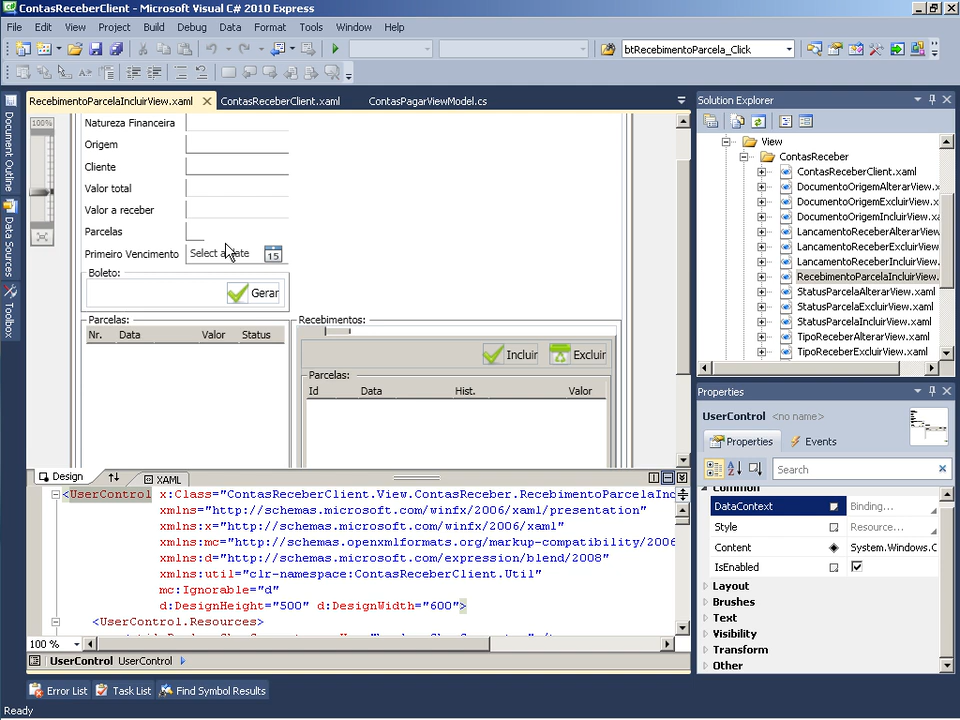 ContasReceberClient - Microsoft Visual C# 2010 Express
File Edit View Project Build Debug Data Format Tools Window Help
btRecebimentoParcela_Click
RecebimentoParcelaIncluirView.xaml ContasReceberClient.xaml ContasPagarViewModel.cs
Document Outline
Data Sources
Toolbox
100%
Natureza Financeira
Origem
Cliente
Valor total
Valor a receber
Parcelas
Primeiro Vencimento Select a date 15
Boleto:
Gerar
Parcelas:
Nr. Data Valor Status
Recebimentos:
Incluir Excluir
Parcelas:
Id Data Hist. Valor
Design XAML
<UserControl x:Class="ContasReceberClient.View.ContasReceber.RecebimentoParcelaInc
xmlns="http://schemas.microsoft.com/winfx/2006/xaml/presentation"
xmlns:x="http://schemas.microsoft.com/winfx/2006/xaml"
xmlns:mc="http://schemas.openxmlformats.org/markup-compatibility/2006
xmlns:d="http://schemas.microsoft.com/expression/blend/2008"
xmlns:util="clr-namespace:ContasReceberClient.Util"
mc:Ignorable="d"
d:DesignHeight="500" d:DesignWidth="600">
<UserControl.Resources>
100 %
UserControl UserControl
Solution Explorer
View
ContasReceber
ContasReceberClient.xaml
DocumentoOrigemAlterarView.x
DocumentoOrigemExcluirView.x
DocumentoOrigemIncluirView.xa
LancamentoReceberAlterarView
LancamentoReceberExcluirView
LancamentoReceberIncluirView.
RecebimentoParcelaIncluirView.
StatusParcelaAlterarView.xaml
StatusParcelaExcluirView.xaml
StatusParcelaIncluirView.xaml
TipoReceberAlterarView.xaml
TipoReceberExcluirView.xaml
Properties
UserControl <no name>
Properties Events
Search
Common
DataContext Binding...
Style Resource...
Content System.Windows.C
IsEnabled
Layout
Brushes
Text
Visibility
Transform
Other
Error List Task List Find Symbol Results
Ready